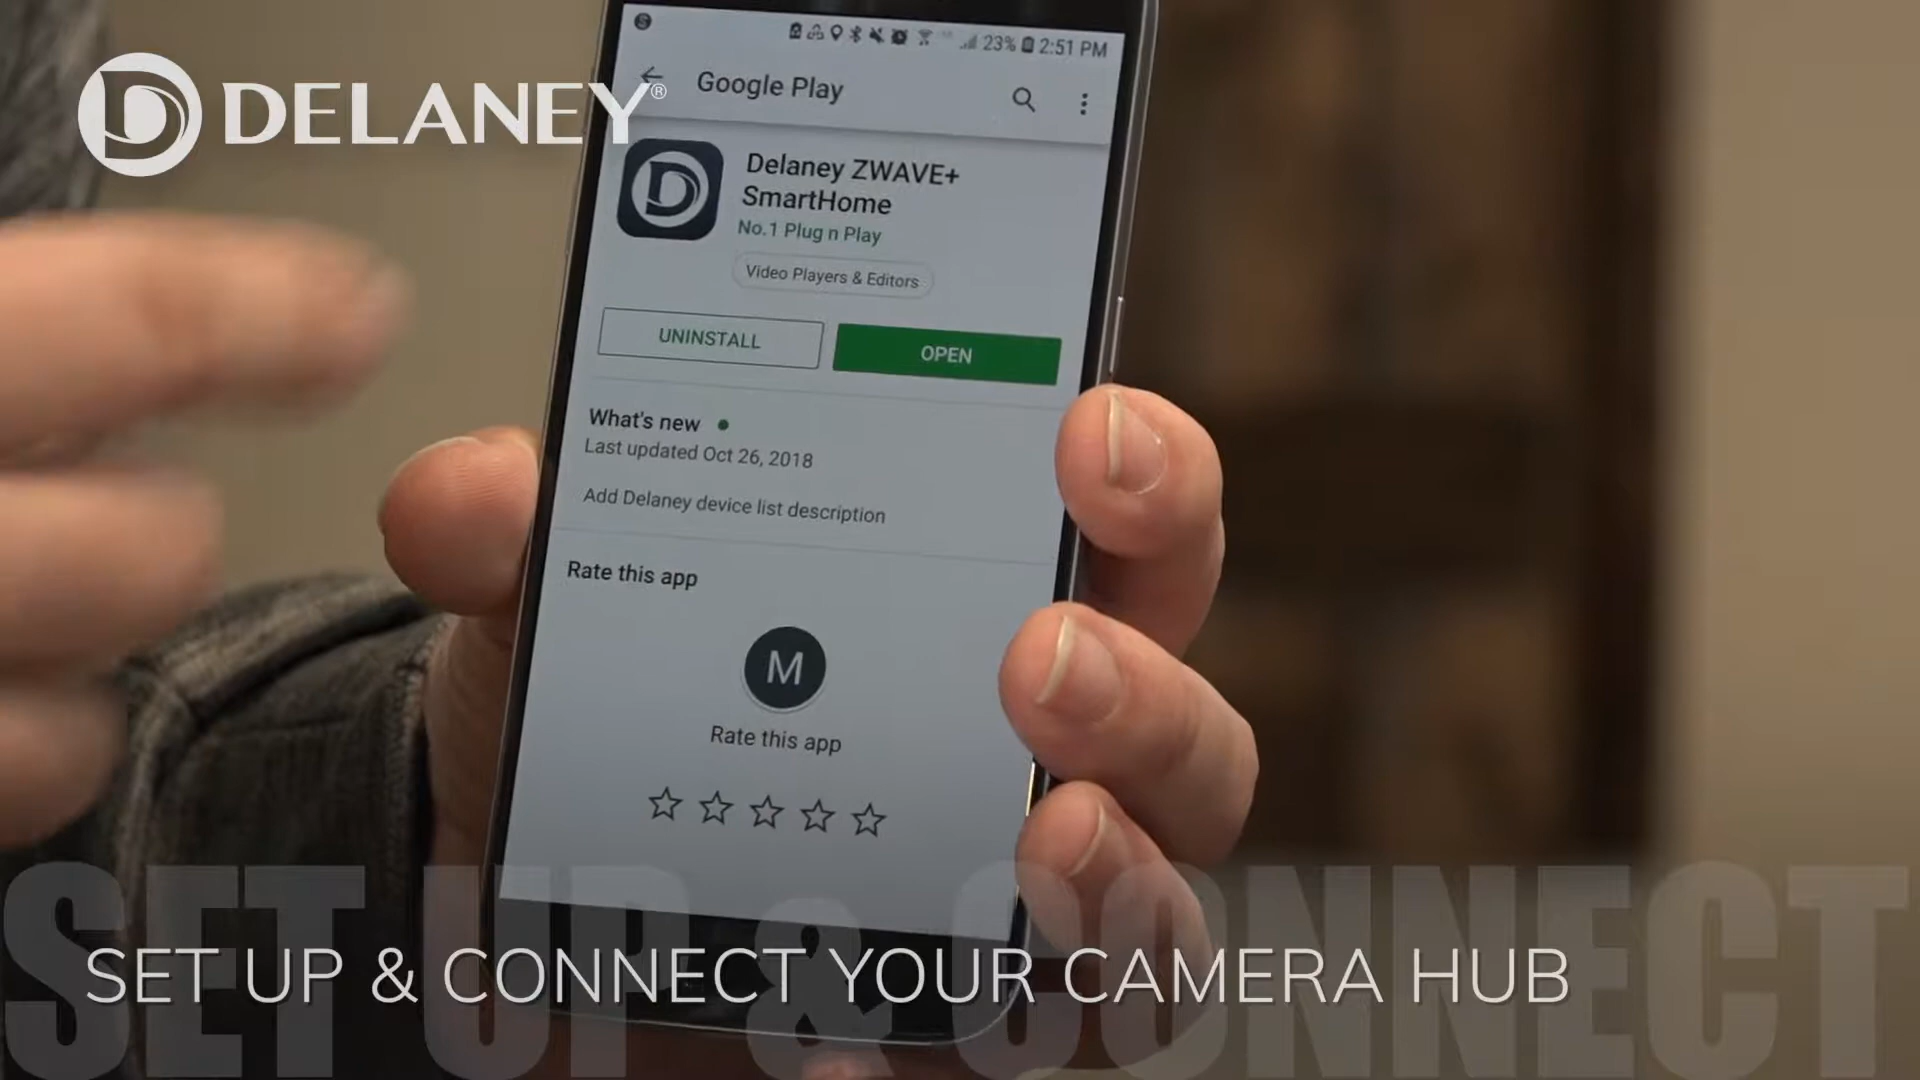 23% 2:51 PM
Google Play
DELANEY®
Delaney ZWAVE+
SmartHome
No.1 Plug n Play
Video Players & Editors
UNINSTALL
OPEN
What's new
Last updated Oct 26, 2018
Add Delaney device list description
Rate this app
M
Rate this app
SET UP & CONNECT
SET UP & CONNECT YOUR CAMERA HUB